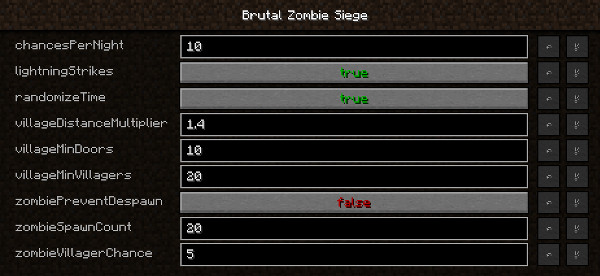 Brutal Zombie Siege
chancesPerNight 10
lightningStrikes true
randomizeTime true
villageDistanceMultiplier 1.4
villageMinDoors 10
villageMinVillagers 20
zombiePreventDespawn false
zombieSpawnCount 20
zombieVillagerChance 5